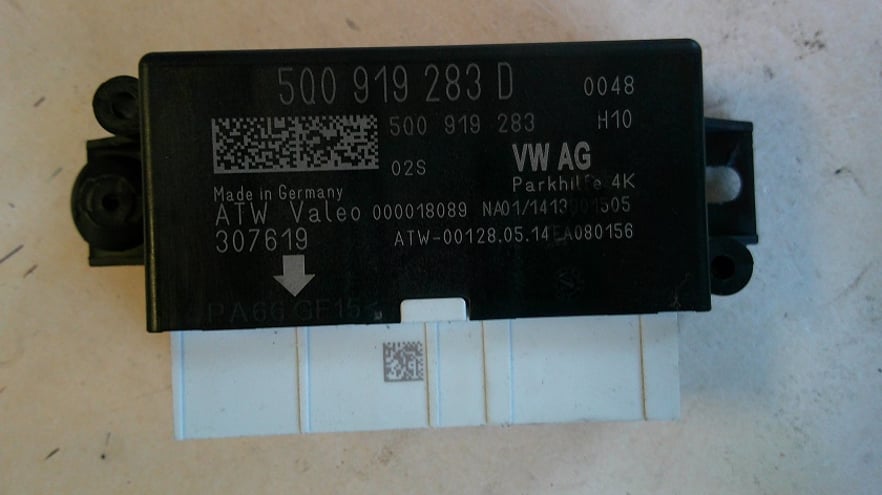 5Q0 919 283 D 0048
5Q0 919 283 H10
02S VW AG
Parkhilfe 4K
Made in Germany
ATW Valeo 000018089
307619 ATW-00128.05.14